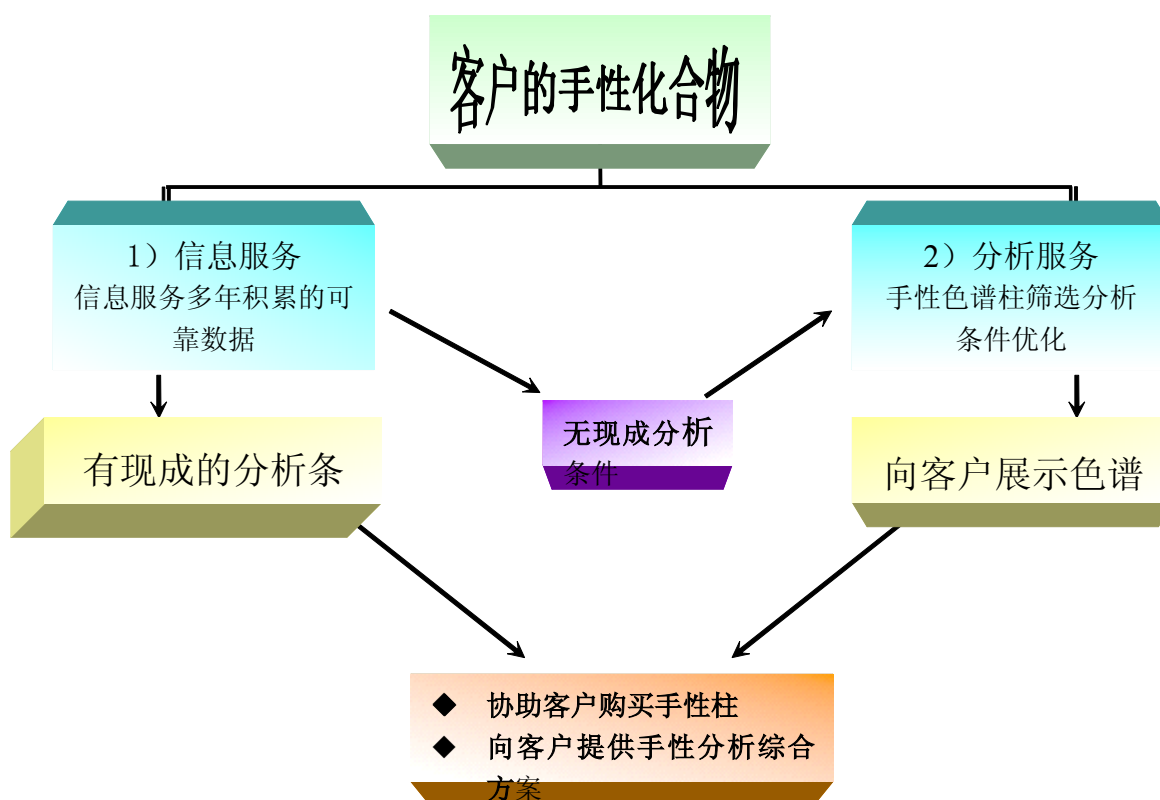 客户的手性化合物
1）信息服务
信息服务多年积累的可
靠数据
2）分析服务
手性色谱柱筛选分析
条件优化
无现成分析
条件
有现成的分析条
向客户展示色谱
◆ 协助客户购买手性柱
◆ 向客户提供手性分析综合
方案